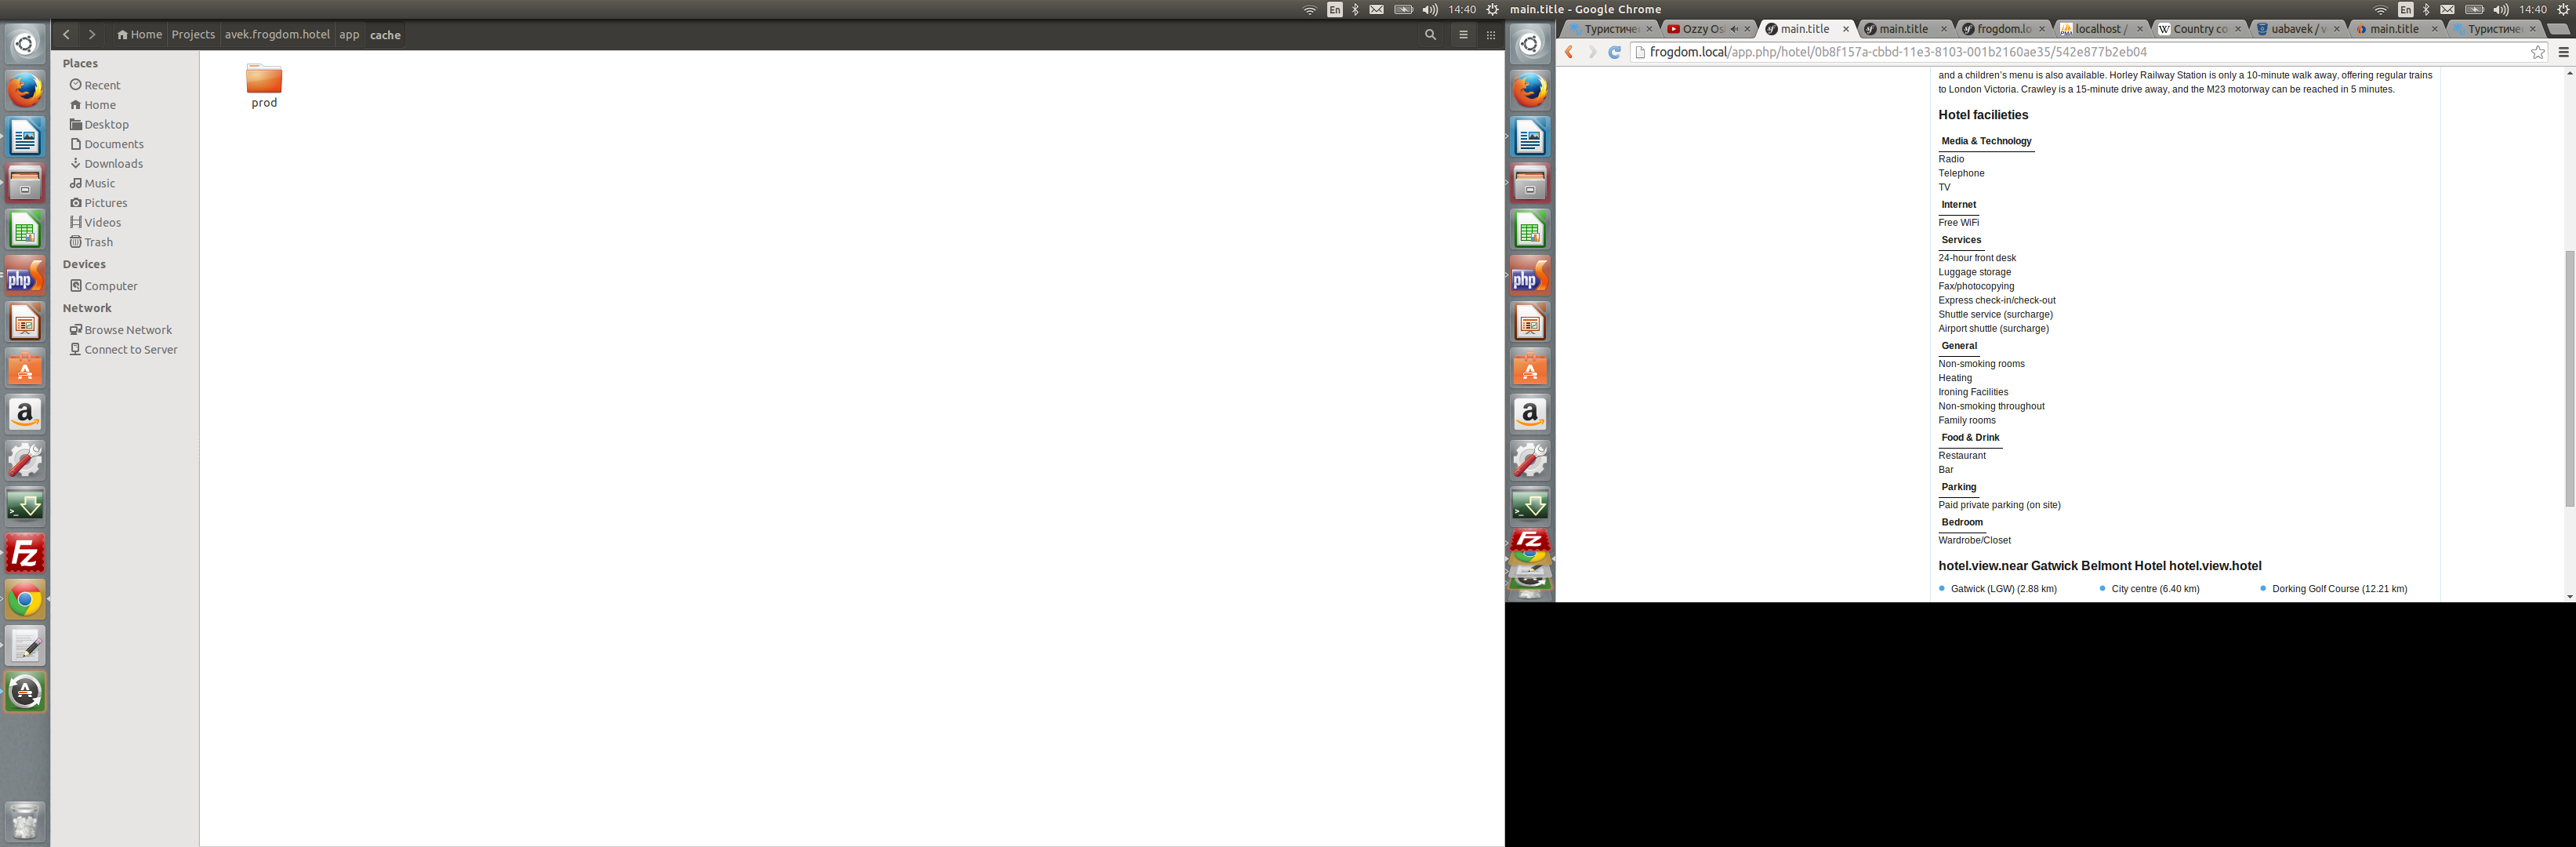 En
14:40
Home
Projects
avek.frogdom.hotel
app
cache
Places
Recent
Home
Desktop
Documents
Downloads
Music
Pictures
Videos
Trash
Devices
Computer
Network
Browse Network
Connect to Server
prod
php
a
Fz
main.title - Google Chrome
En
14:40
Туристиче
Ozzy Os
main.title
main.title
frogdom.lo
localhost /
Country co
uabavek / v
main.title
Туристиче
frogdom.local/app.php/hotel/0b8f157a-cbbd-11e3-8103-001b2160ae35/542e877b2eb04
php
a
Fz
and a children's menu is also available. Horley Railway Station is only a 10-minute walk away, offering regular trains
to London Victoria. Crawley is a 15-minute drive away, and the M23 motorway can be reached in 5 minutes.
Hotel facilieties
Media & Technology
Radio
Telephone
TV
Internet
Free WiFi
Services
24-hour front desk
Luggage storage
Fax/photocopying
Express check-in/check-out
Shuttle service (surcharge)
Airport shuttle (surcharge)
General
Non-smoking rooms
Heating
Ironing Facilities
Non-smoking throughout
Family rooms
Food & Drink
Restaurant
Bar
Parking
Paid private parking (on site)
Bedroom
Wardrobe/Closet
hotel.view.near Gatwick Belmont Hotel hotel.view.hotel
Gatwick (LGW) (2.88 km)
City centre (6.40 km)
Dorking Golf Course (12.21 km)